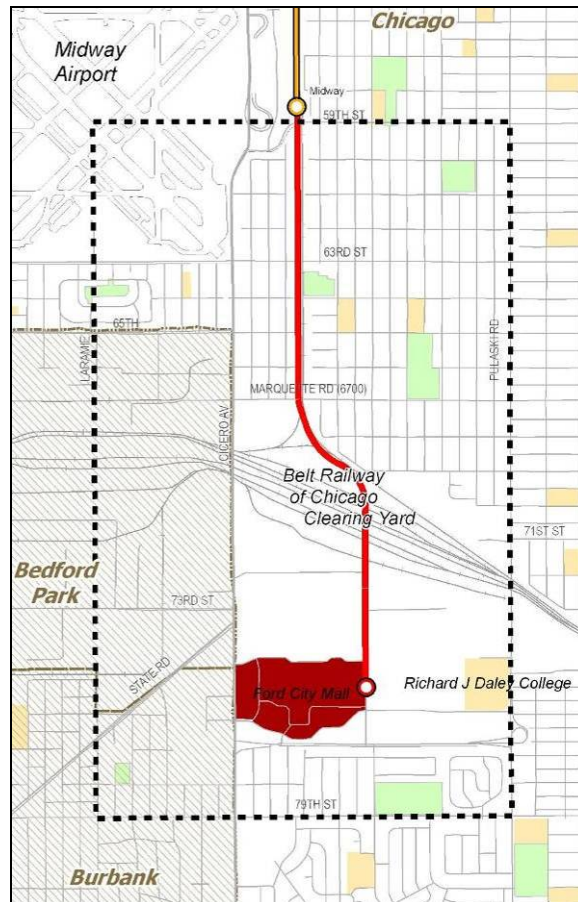 Chicago
Midway
Airport
Midway
59TH ST
63RD ST
65TH
LARAMIE
PULASKI RD
MARQUETTE RD (6700)
CICERO AV
Belt Railway
of Chicago
Clearing Yard
71ST ST
Bedford
Park
73RD ST
STATE RD
Ford City Mall
Richard J Daley College
79TH ST
Burbank